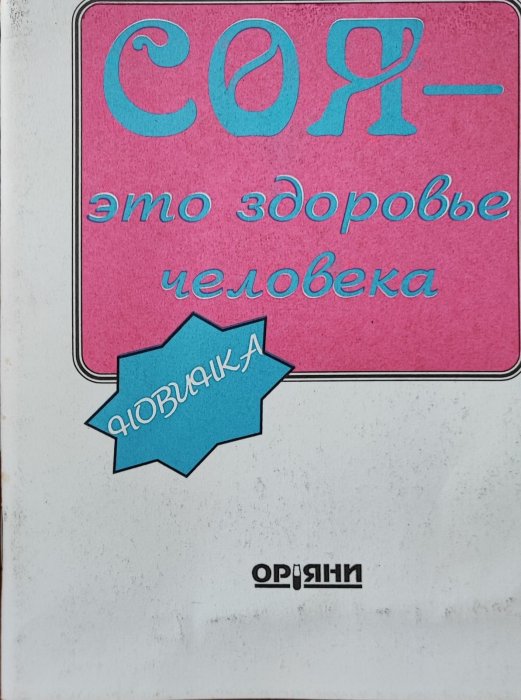 СОЯ–
это здоровье
человека
НОВИНКА
ОРІЯНИ